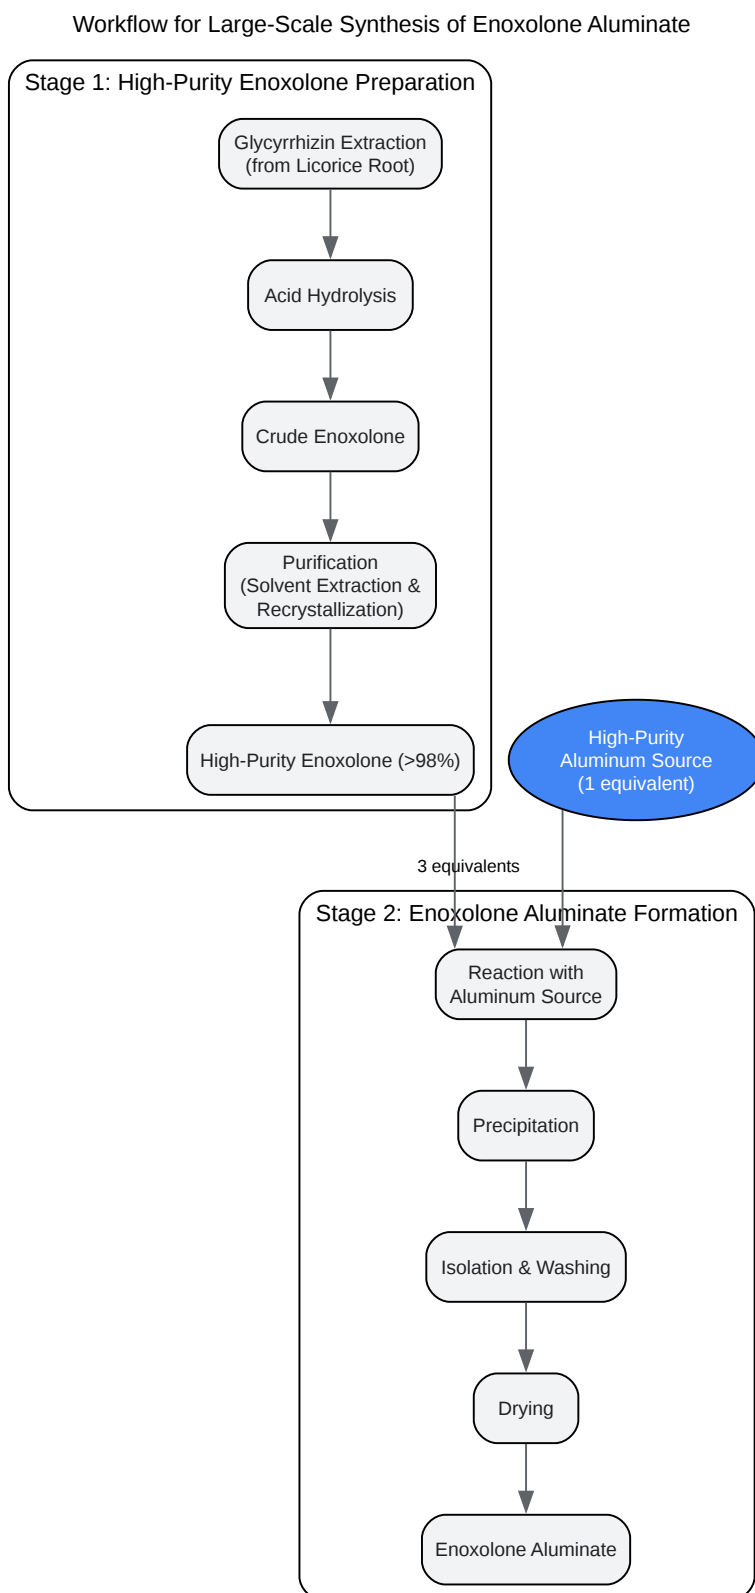 Workflow for Large-Scale Synthesis of Enoxolone Aluminate
Stage 1: High-Purity Enoxolone Preparation
Glycyrrhizin Extraction
(from Licorice Root)
Acid Hydrolysis
Crude Enoxolone
Purification
(Solvent Extraction &
Recrystallization)
High-Purity Enoxolone (>98%)
High-Purity
Aluminum Source
(1 equivalent)
3 equivalents
Stage 2: Enoxolone Aluminate Formation
Reaction with
Aluminum Source
Precipitation
Isolation & Washing
Drying
Enoxolone Aluminate